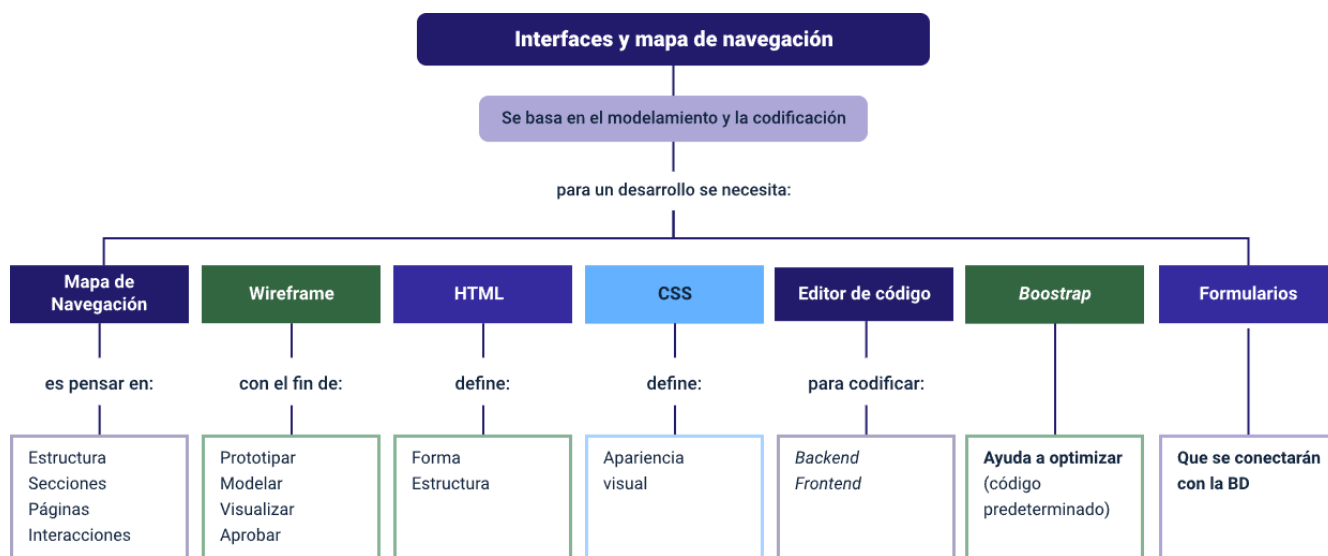 Interfaces y mapa de navegación
Se basa en el modelamiento y la codificación
para un desarrollo se necesita:
Mapa de
Navegación
es pensar en:
Estructura
Secciones
Páginas
Interacciones
Wireframe
con el fin de:
Prototipar
Modelar
Visualizar
Aprobar
HTML
define:
Forma
Estructura
CSS
define:
Apariencia
visual
Editor de código
para codificar:
Backend
Frontend
Boostrap
Ayuda a optimizar
(código
predeterminado)
Formularios
Que se conectarán
con la BD